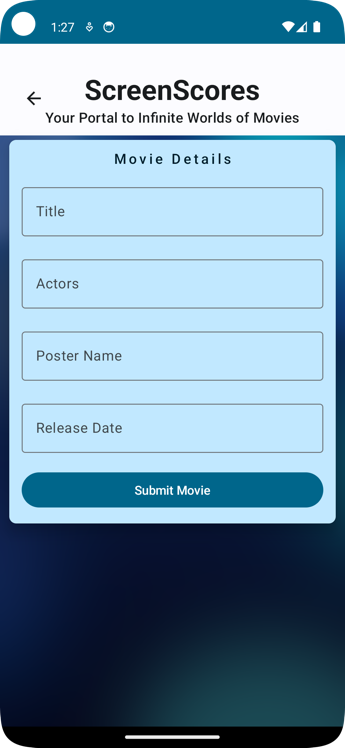 1:27
ScreenScores
Your Portal to Infinite Worlds of Movies
Movie Details
Title
Actors
Poster Name
Release Date
Submit Movie